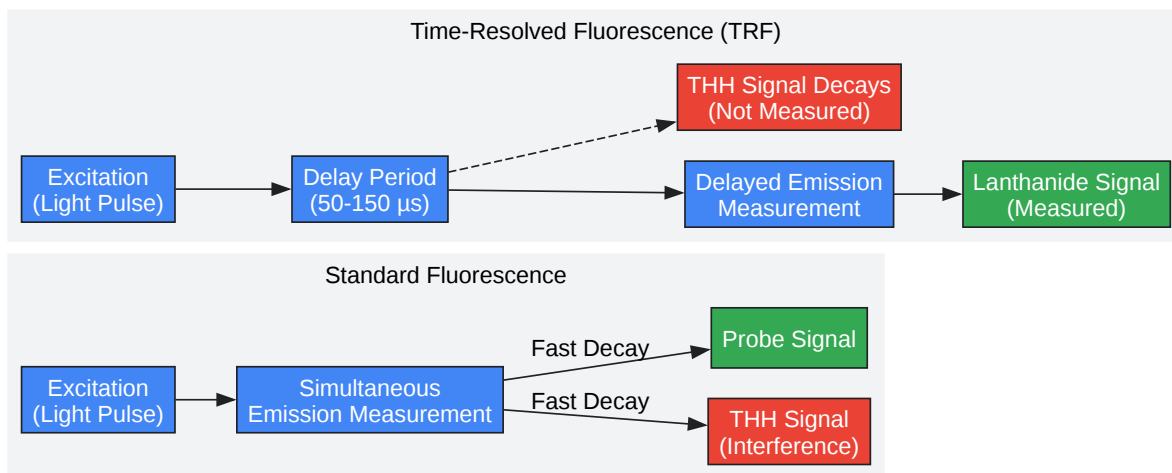 Time-Resolved Fluorescence (TRF)
THH Signal Decays
(Not Measured)
Excitation
(Light Pulse)
Delay Period
(50-150 µs)
Delayed Emission
Measurement
Lanthanide Signal
(Measured)
Standard Fluorescence
Excitation
(Light Pulse)
Simultaneous
Emission Measurement
Fast Decay
Probe Signal
Fast Decay
THH Signal
(Interference)